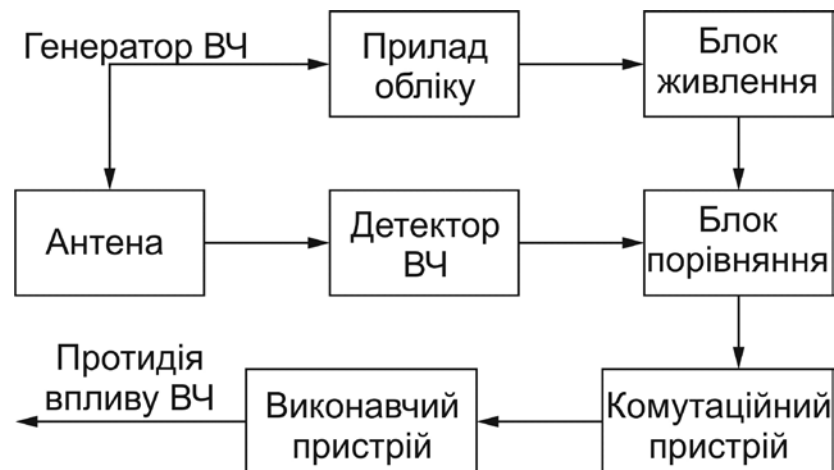 Генератор ВЧ
Прилад
обліку
Блок
живлення
Антена
Детектор
ВЧ
Блок
порівняння
Протидія
впливу ВЧ
Виконавчий
пристрій
Комутаційний
пристрій